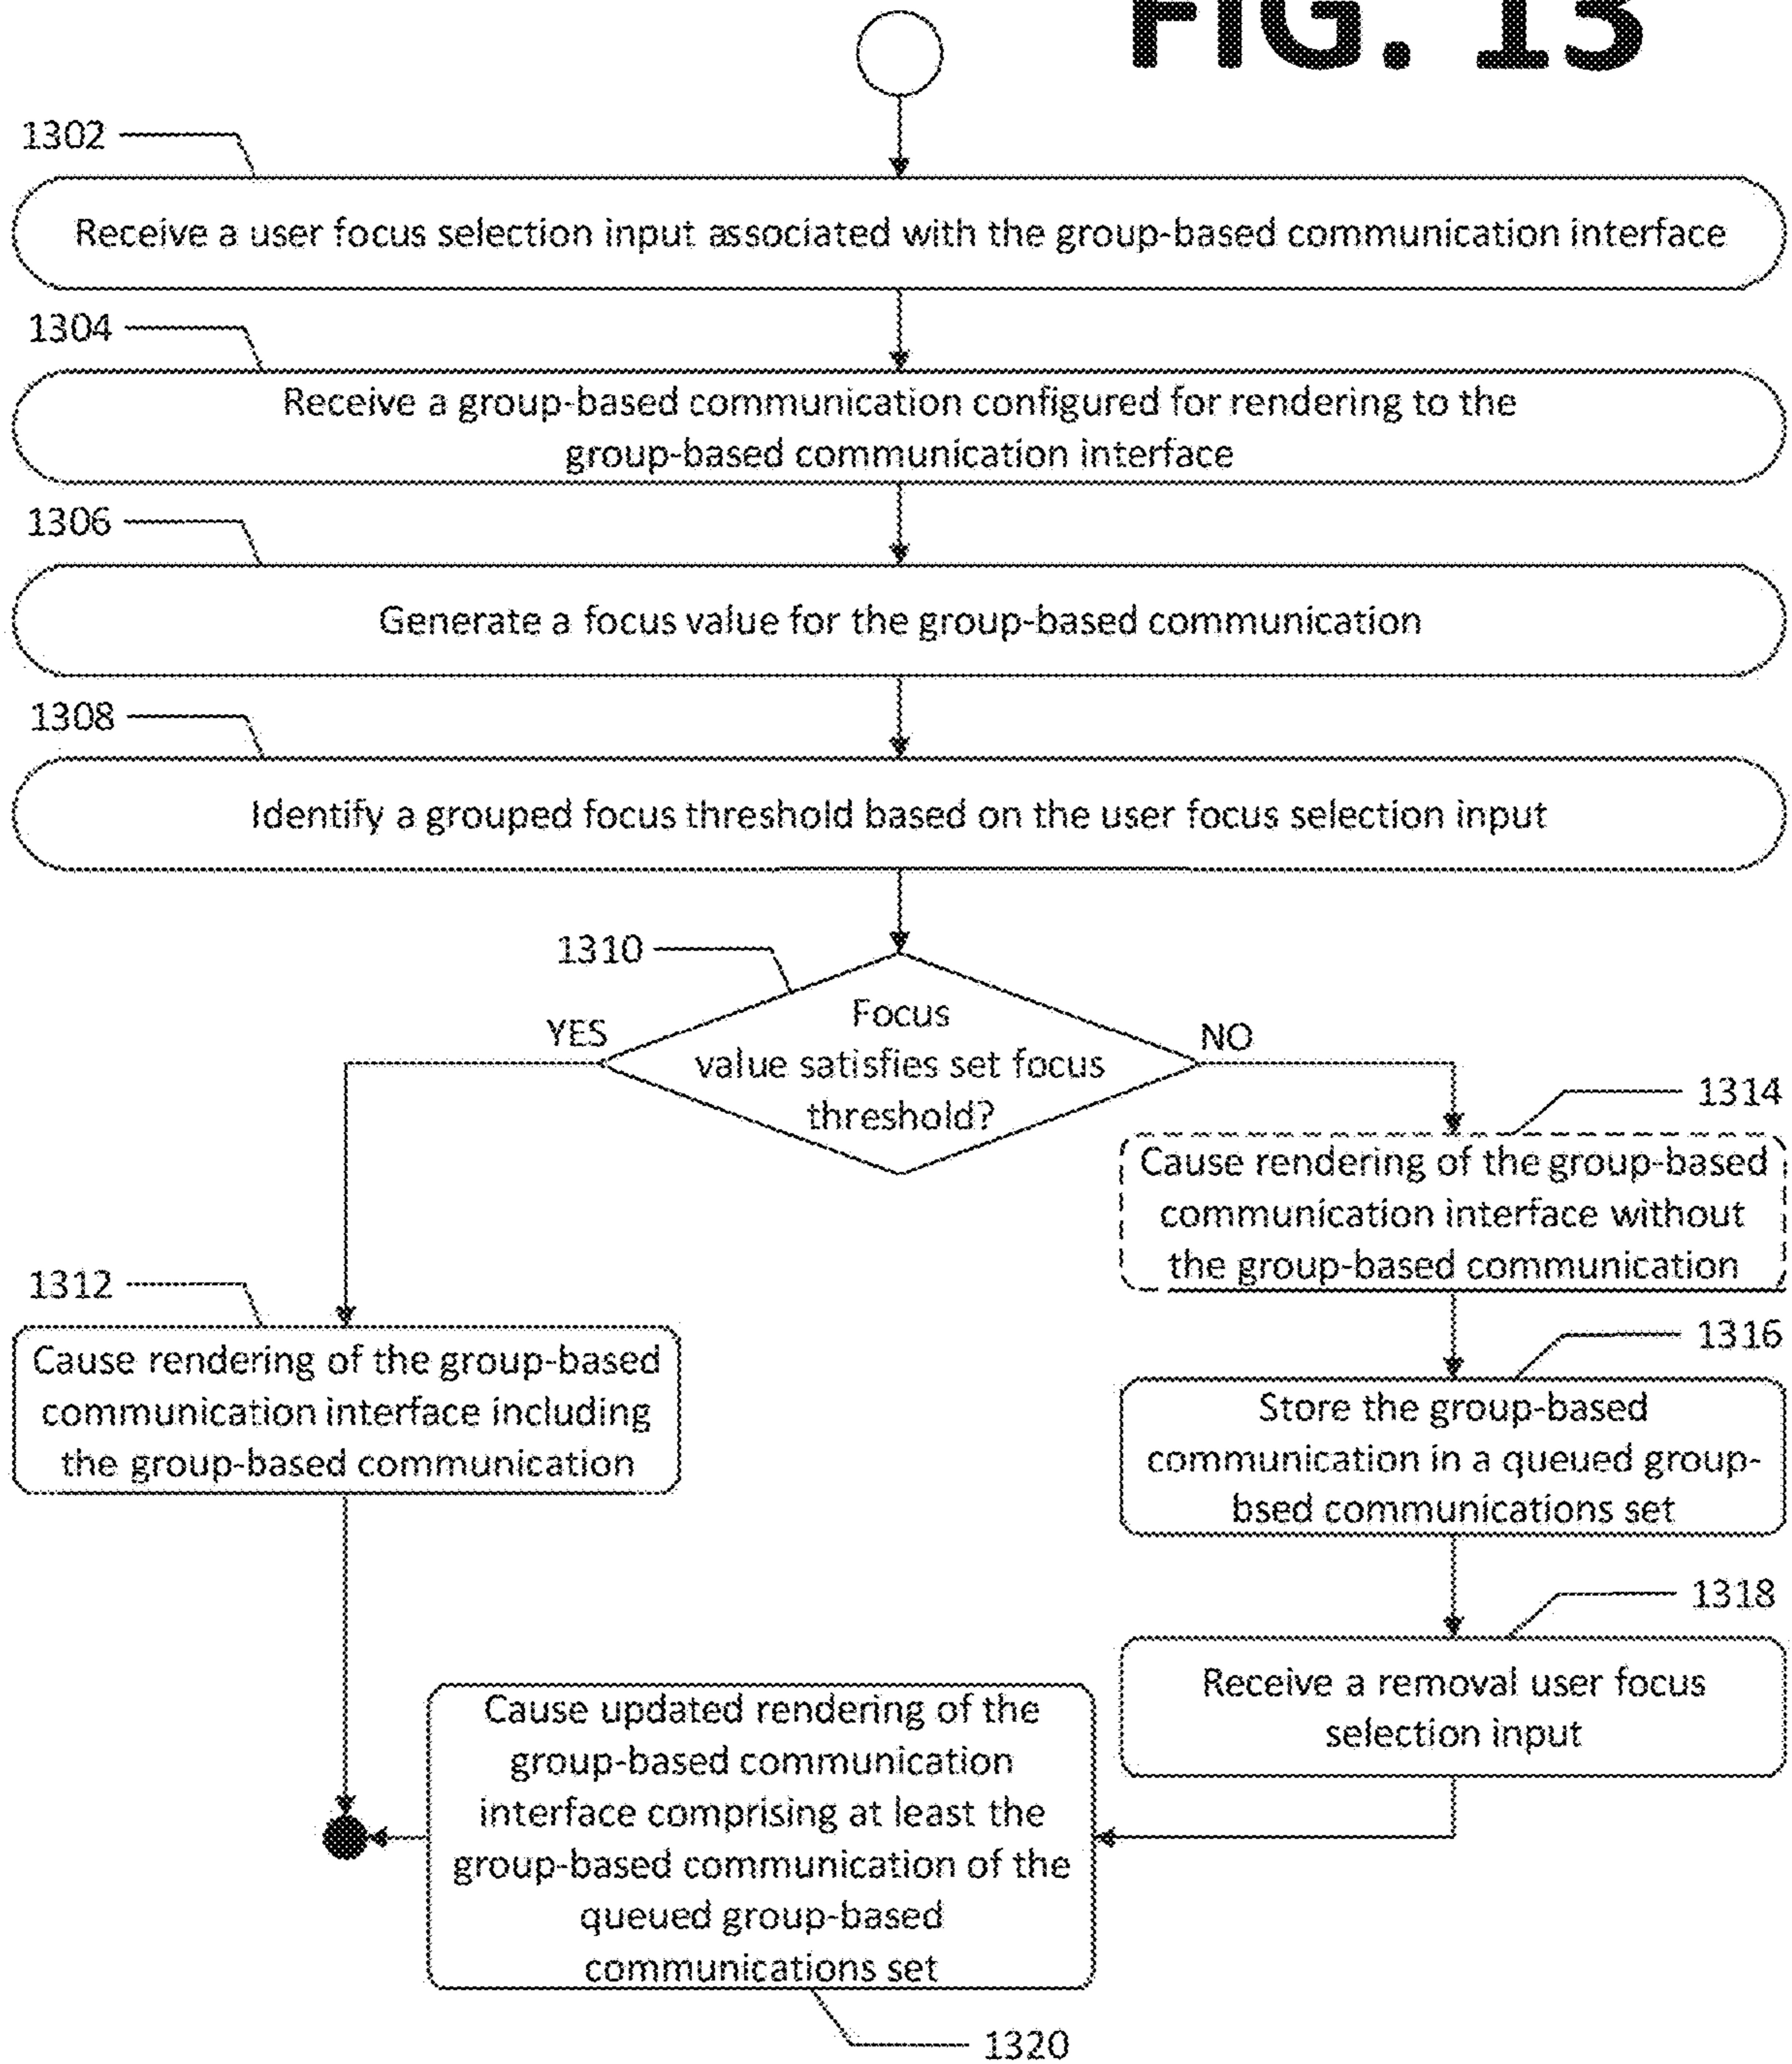 FIG. 13
1302
Receive a user focus selection input associated with the group-based communication interface
1304
Receive a group-based communication configured for rendering to the
group-based communication interface
1306
Generate a focus value for the group-based communication
1308
Identify a grouped focus threshold based on the user focus selection input
1310
Focus
value satisfies set focus
threshold?
YES
NO
1314
Cause rendering of the group-based
communication interface without
the group-based communication
1312
Cause rendering of the group-based
communication interface including
the group-based communication
1316
Store the group-based
communication in a queued group-
bsed communications set
1318
Receive a removal user focus
selection input
Cause updated rendering of the
group-based communication
interface comprising at least the
group-based communication of the
queued group-based
communications set
1320